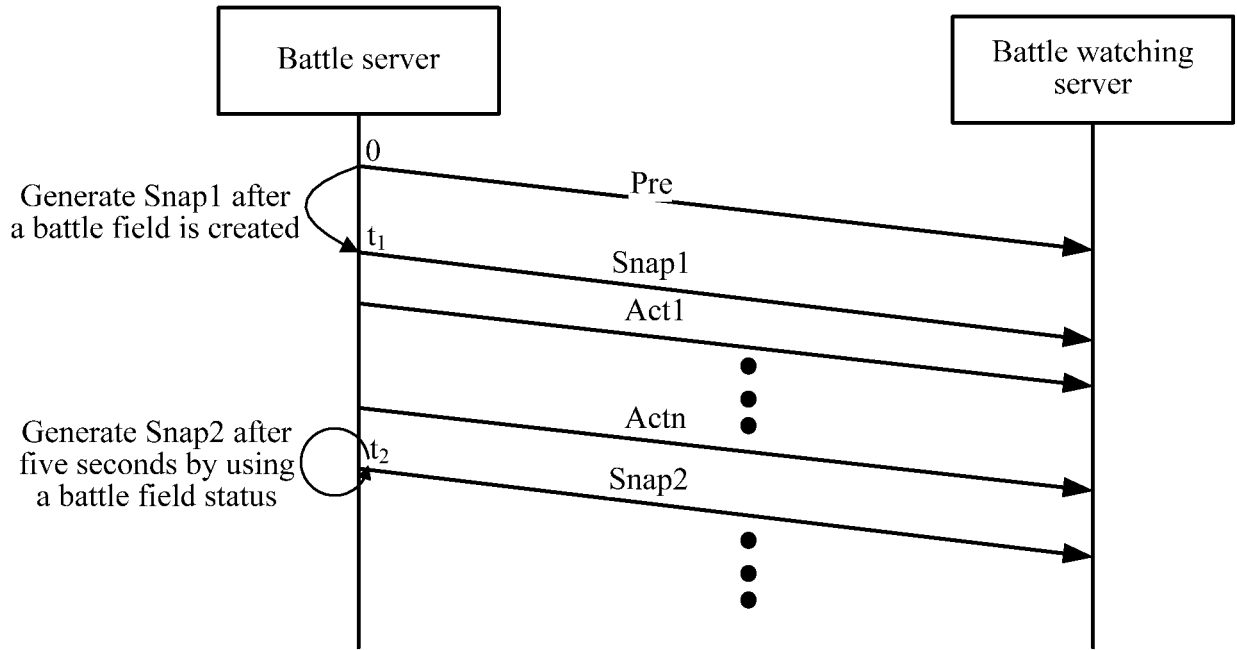 Battle server
Battle watching
server
0
Pre
Generate Snap1 after
a battle field is created
t₁
Snap1
Act1
Actn
Generate Snap2 after
five seconds by using
a battle field status
t₂
Snap2